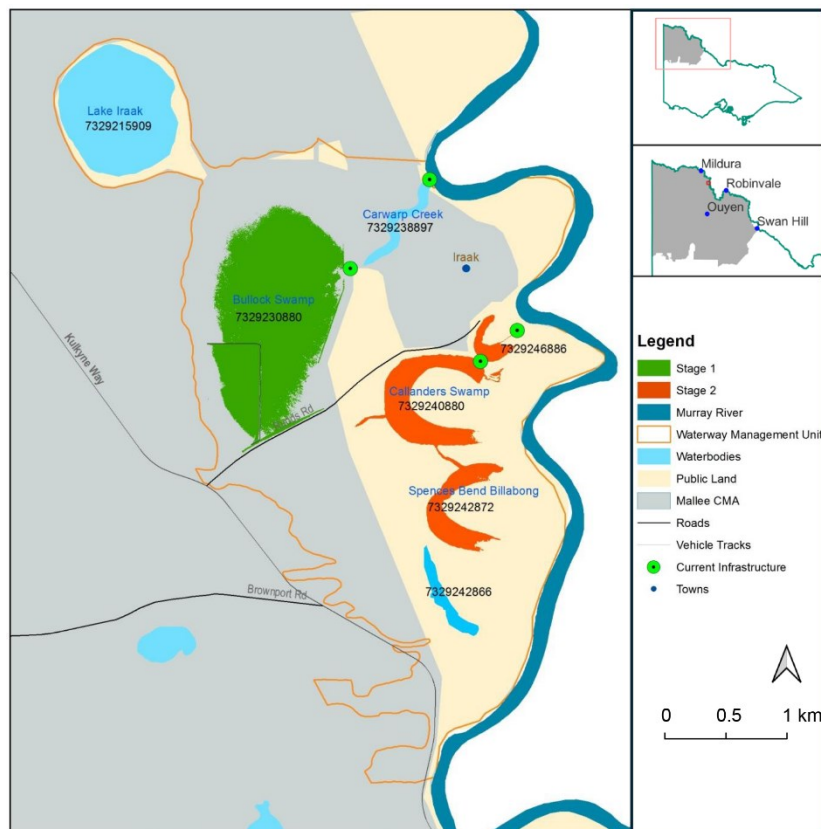 Lake Iraak
7329215909
Carwarp Creek
7329238897
Iraak
Bullock Swamp
7329230880
Kulkyne Way
7329246886
Callanders Swamp
7329240880
Rd
Spences Bend Billabong
7329242872
7329242866
Brownport Rd
Mildura
Robinvale
Ouyen
Swan Hill
Legend
Stage 1
Stage 2
Murray River
Waterway Management Unit
Waterbodies
Public Land
Mallee CMA
Roads
Vehicle Tracks
Current Infrastructure
Towns
0 0.5 1 km